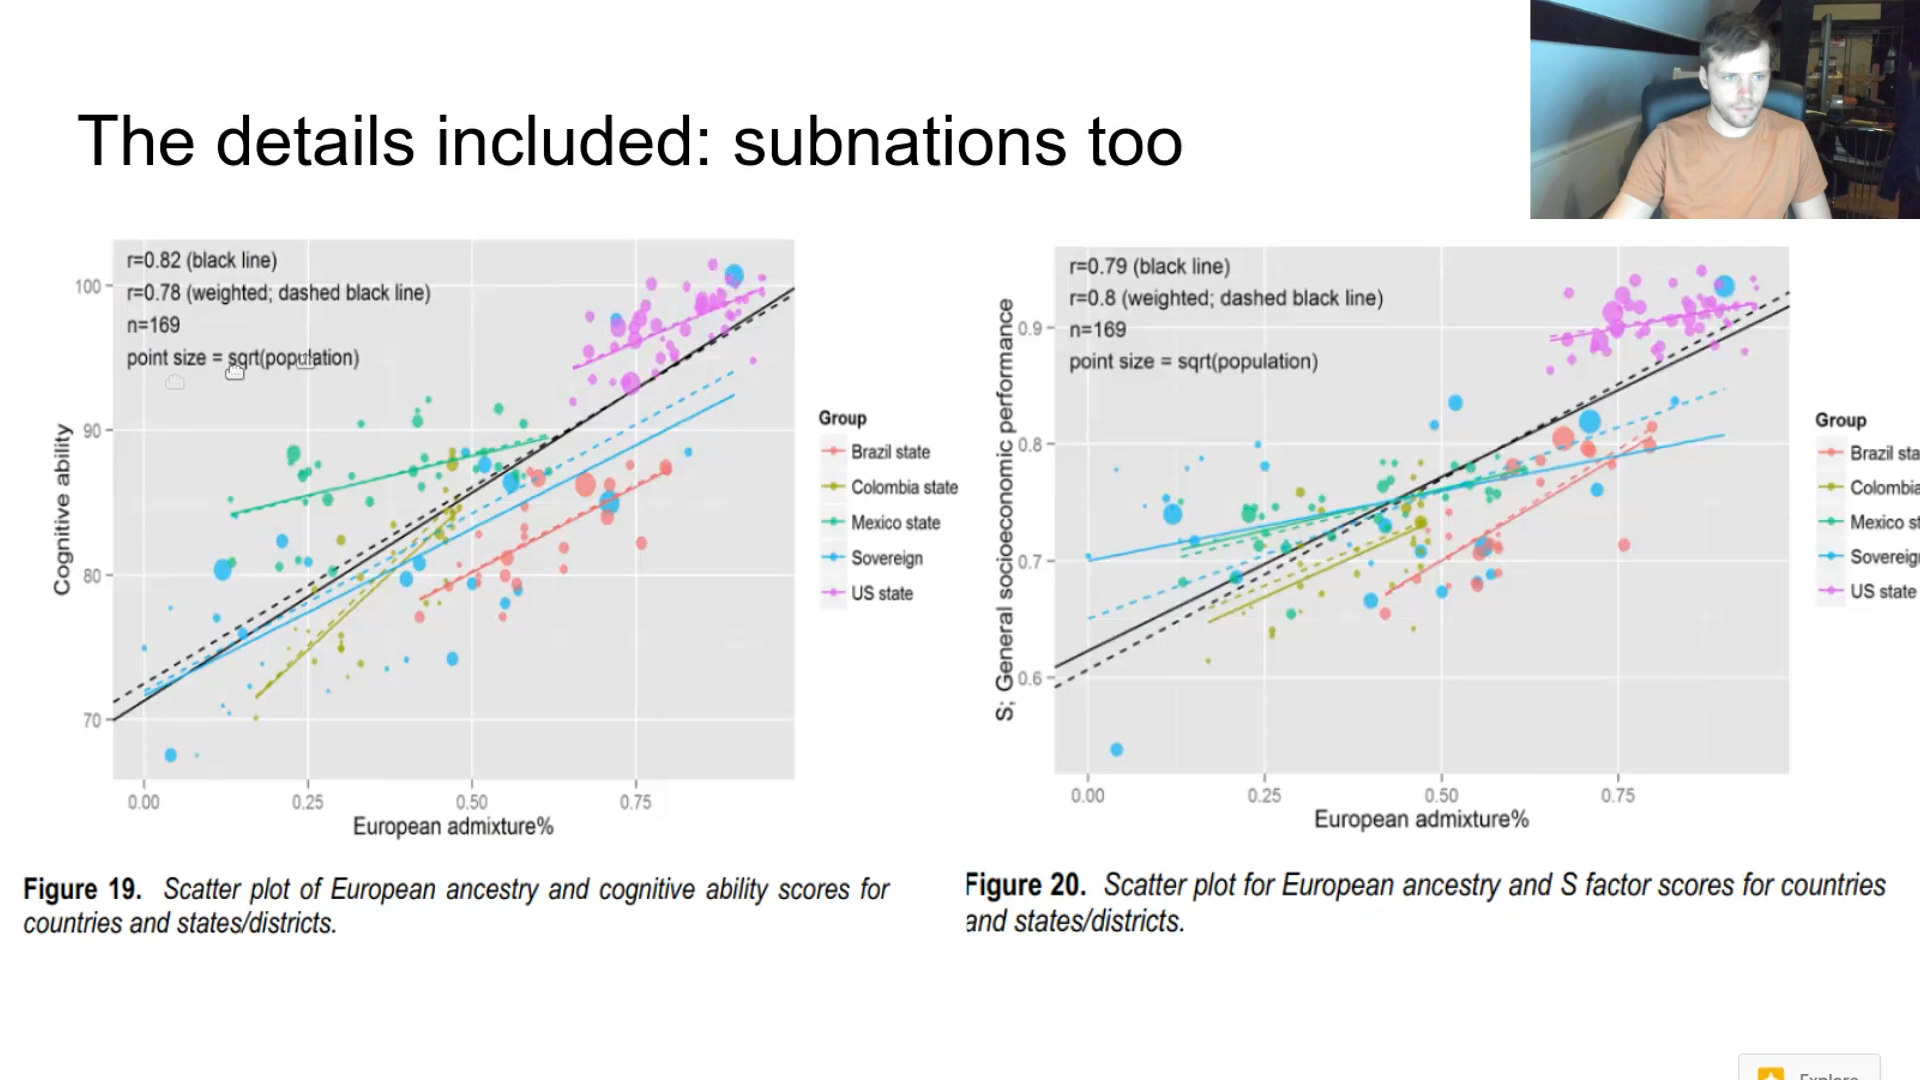 The details included: subnations too
r=0.82 (black line)
r=0.78 (weighted; dashed black line)
n=169
point size = sqrt(population)
100
90
80
70
Cognitive ability
0.00 0.25 0.50 0.75
European admixture%
Group
Brazil state
Colombia state
Mexico state
Sovereign
US state
Figure 19. Scatter plot of European ancestry and cognitive ability scores for
countries and states/districts.
r=0.79 (black line)
r=0.8 (weighted; dashed black line)
n=169
point size = sqrt(population)
0.9
0.8
0.7
0.6
S; General socioeconomic performance
0.00 0.25 0.50 0.75
European admixture%
Group
Brazil sta
Colombia
Mexico st
Sovereign
US state
Figure 20. Scatter plot for European ancestry and S factor scores for countries
and states/districts.
Explore